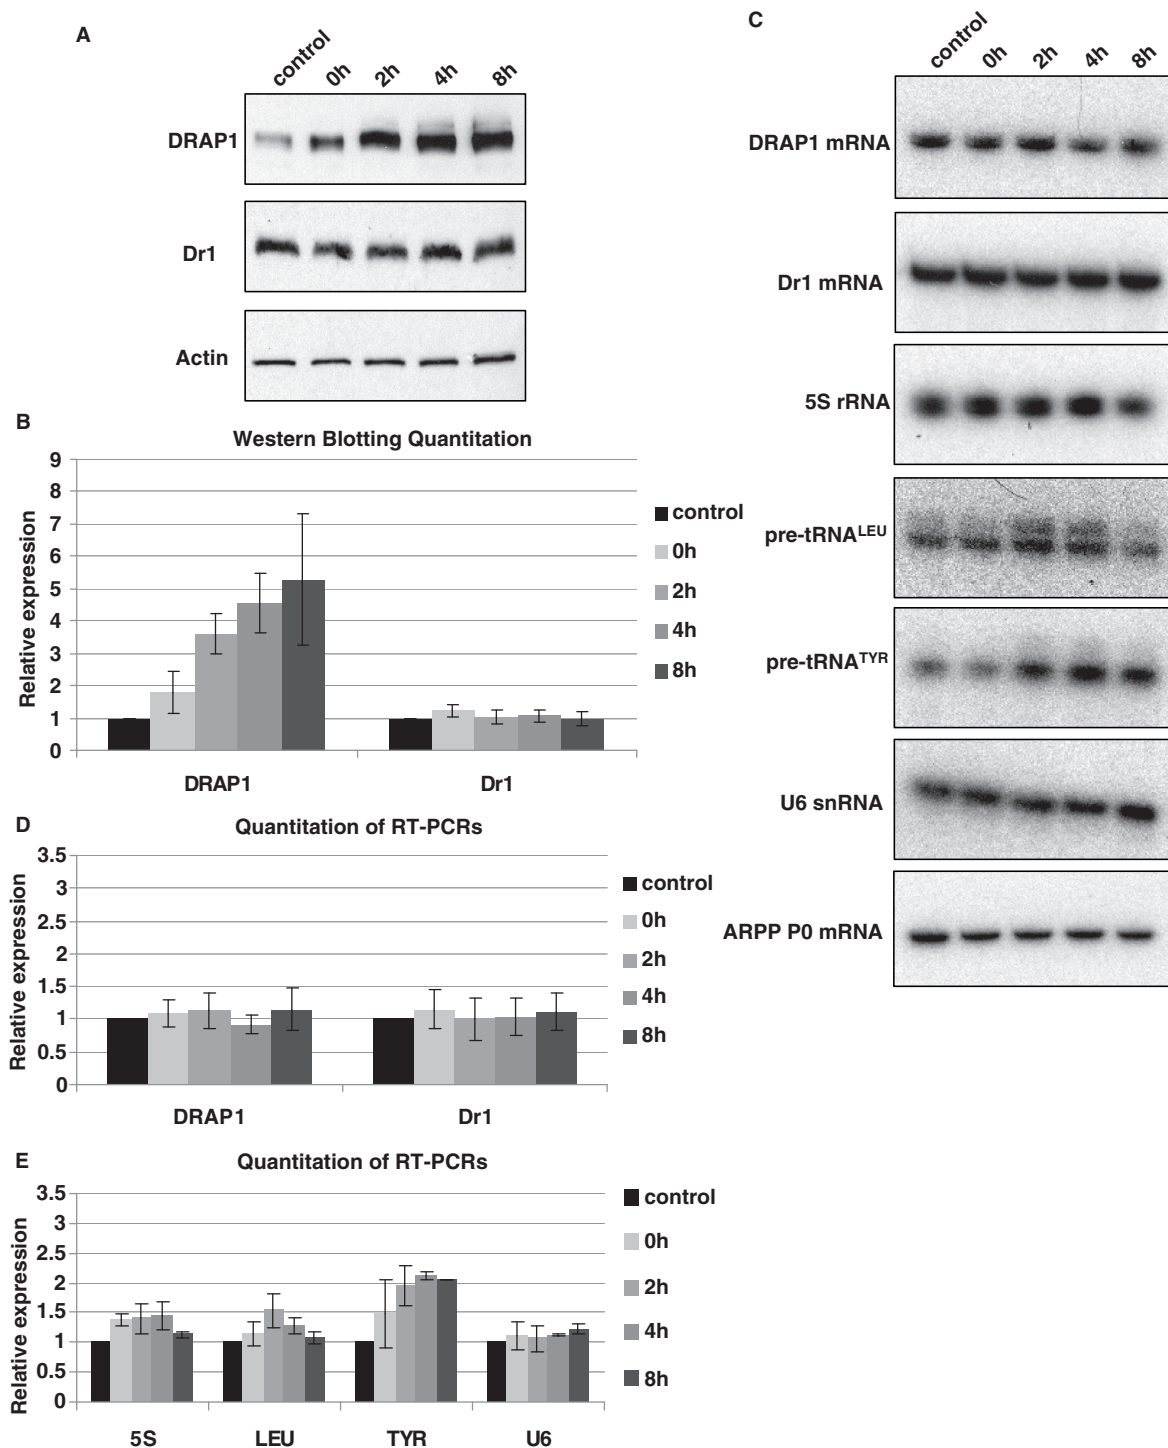 A
control 0h 2h 4h 8h
DRAP1
Dr1
Actin
B
Western Blotting Quantitation
Relative expression
9
8
7
6
5
4
3
2
1
0
DRAP1 Dr1
control
0h
2h
4h
8h
D
Quantitation of RT-PCRs
Relative expression
3.5
3
2.5
2
1.5
1
0.5
0
DRAP1 Dr1
control
0h
2h
4h
8h
E
Quantitation of RT-PCRs
Relative expression
3.5
3
2.5
2
1.5
1
0.5
0
5S LEU TYR U6
control
0h
2h
4h
8h
C
control 0h 2h 4h 8h
DRAP1 mRNA
Dr1 mRNA
5S rRNA
pre-tRNA^LEU
pre-tRNA^TYR
U6 snRNA
ARPP P0 mRNA